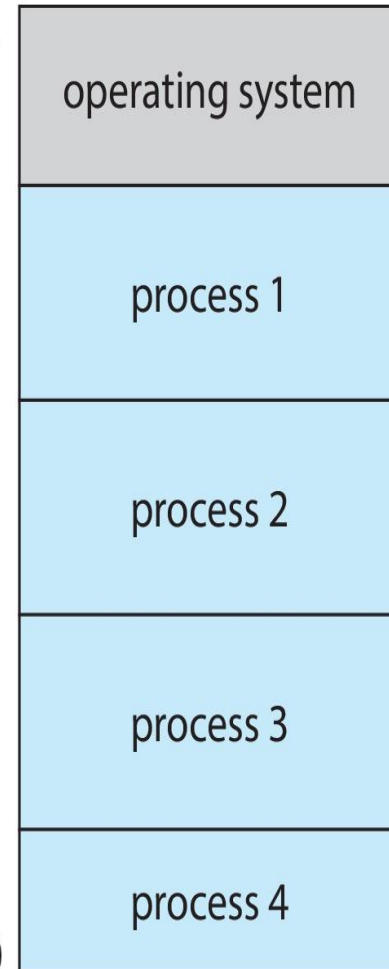 operating system
process 1
process 2
process 3
process 4